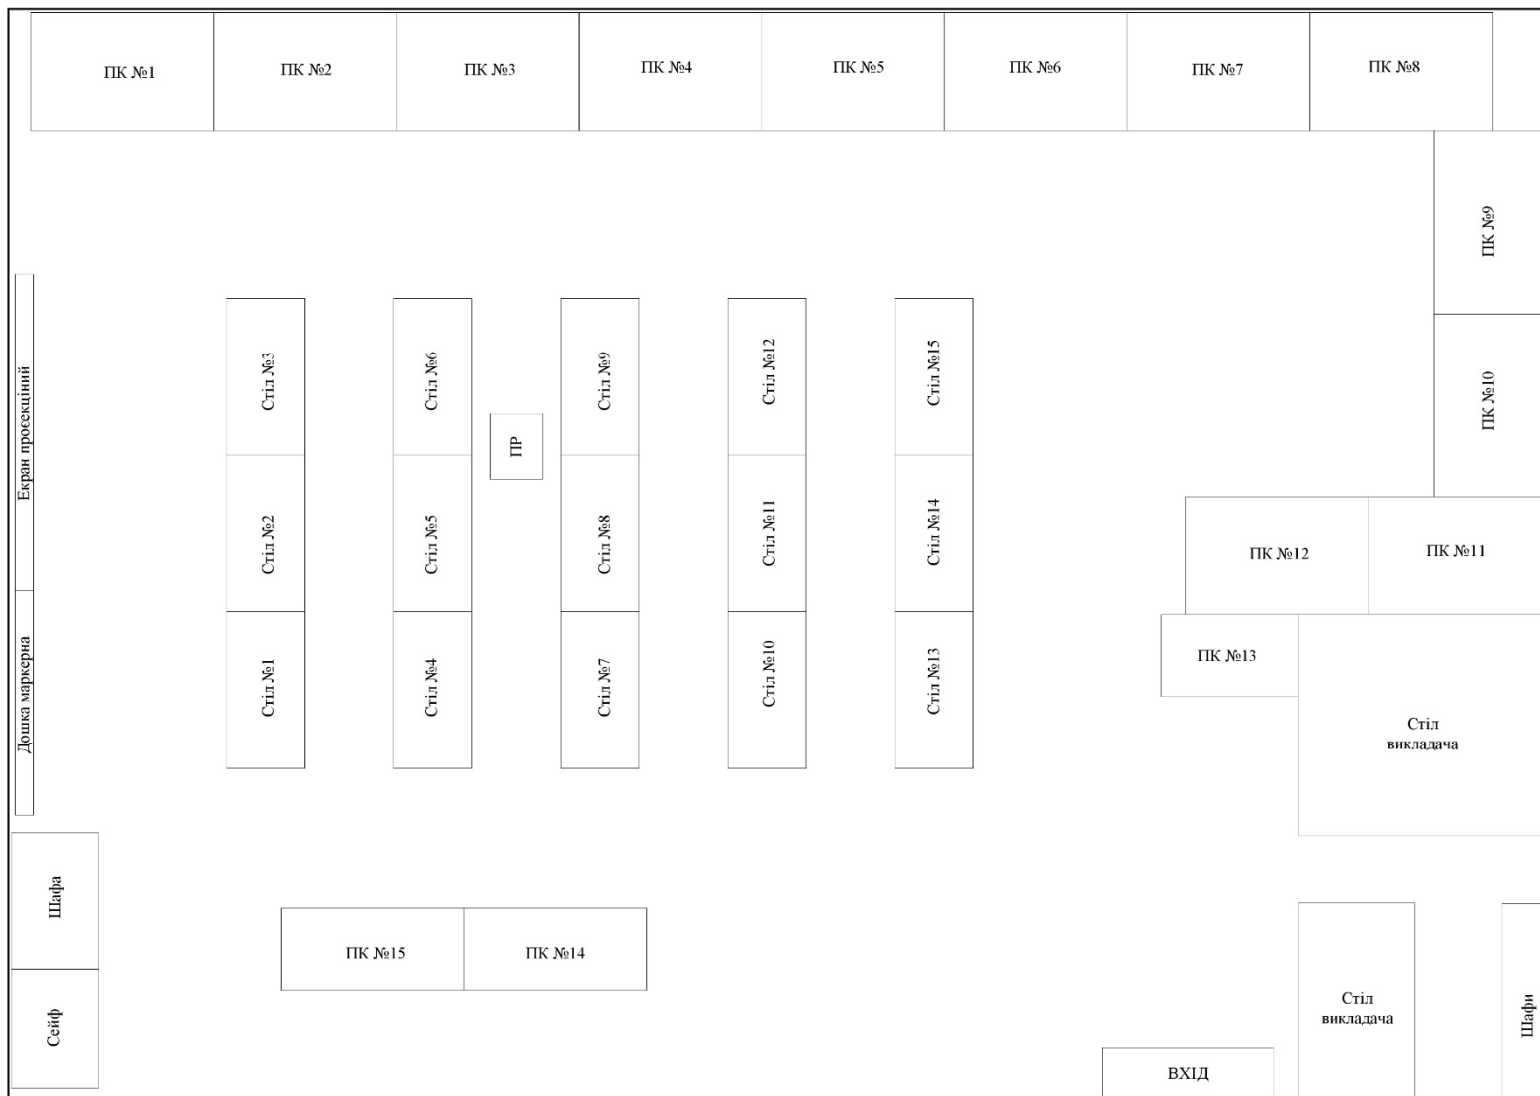 ПК №1
ПК №2
ПК №3
ПК №4
ПК №5
ПК №6
ПК №7
ПК №8
ПК №9
ПК №10
Екран проєекціний
Дошка маркерна
Стіл №3
Стіл №6
Стіл №9
Стіл №12
Стіл №15
ПР
Стіл №2
Стіл №5
Стіл №8
Стіл №11
Стіл №14
ПК №12
ПК №11
Стіл №1
Стіл №4
Стіл №7
Стіл №10
Стіл №13
ПК №13
Стіл
викладача
Шафа
Сейф
ПК №15
ПК №14
Стіл
викладача
Шафи
ВХІД